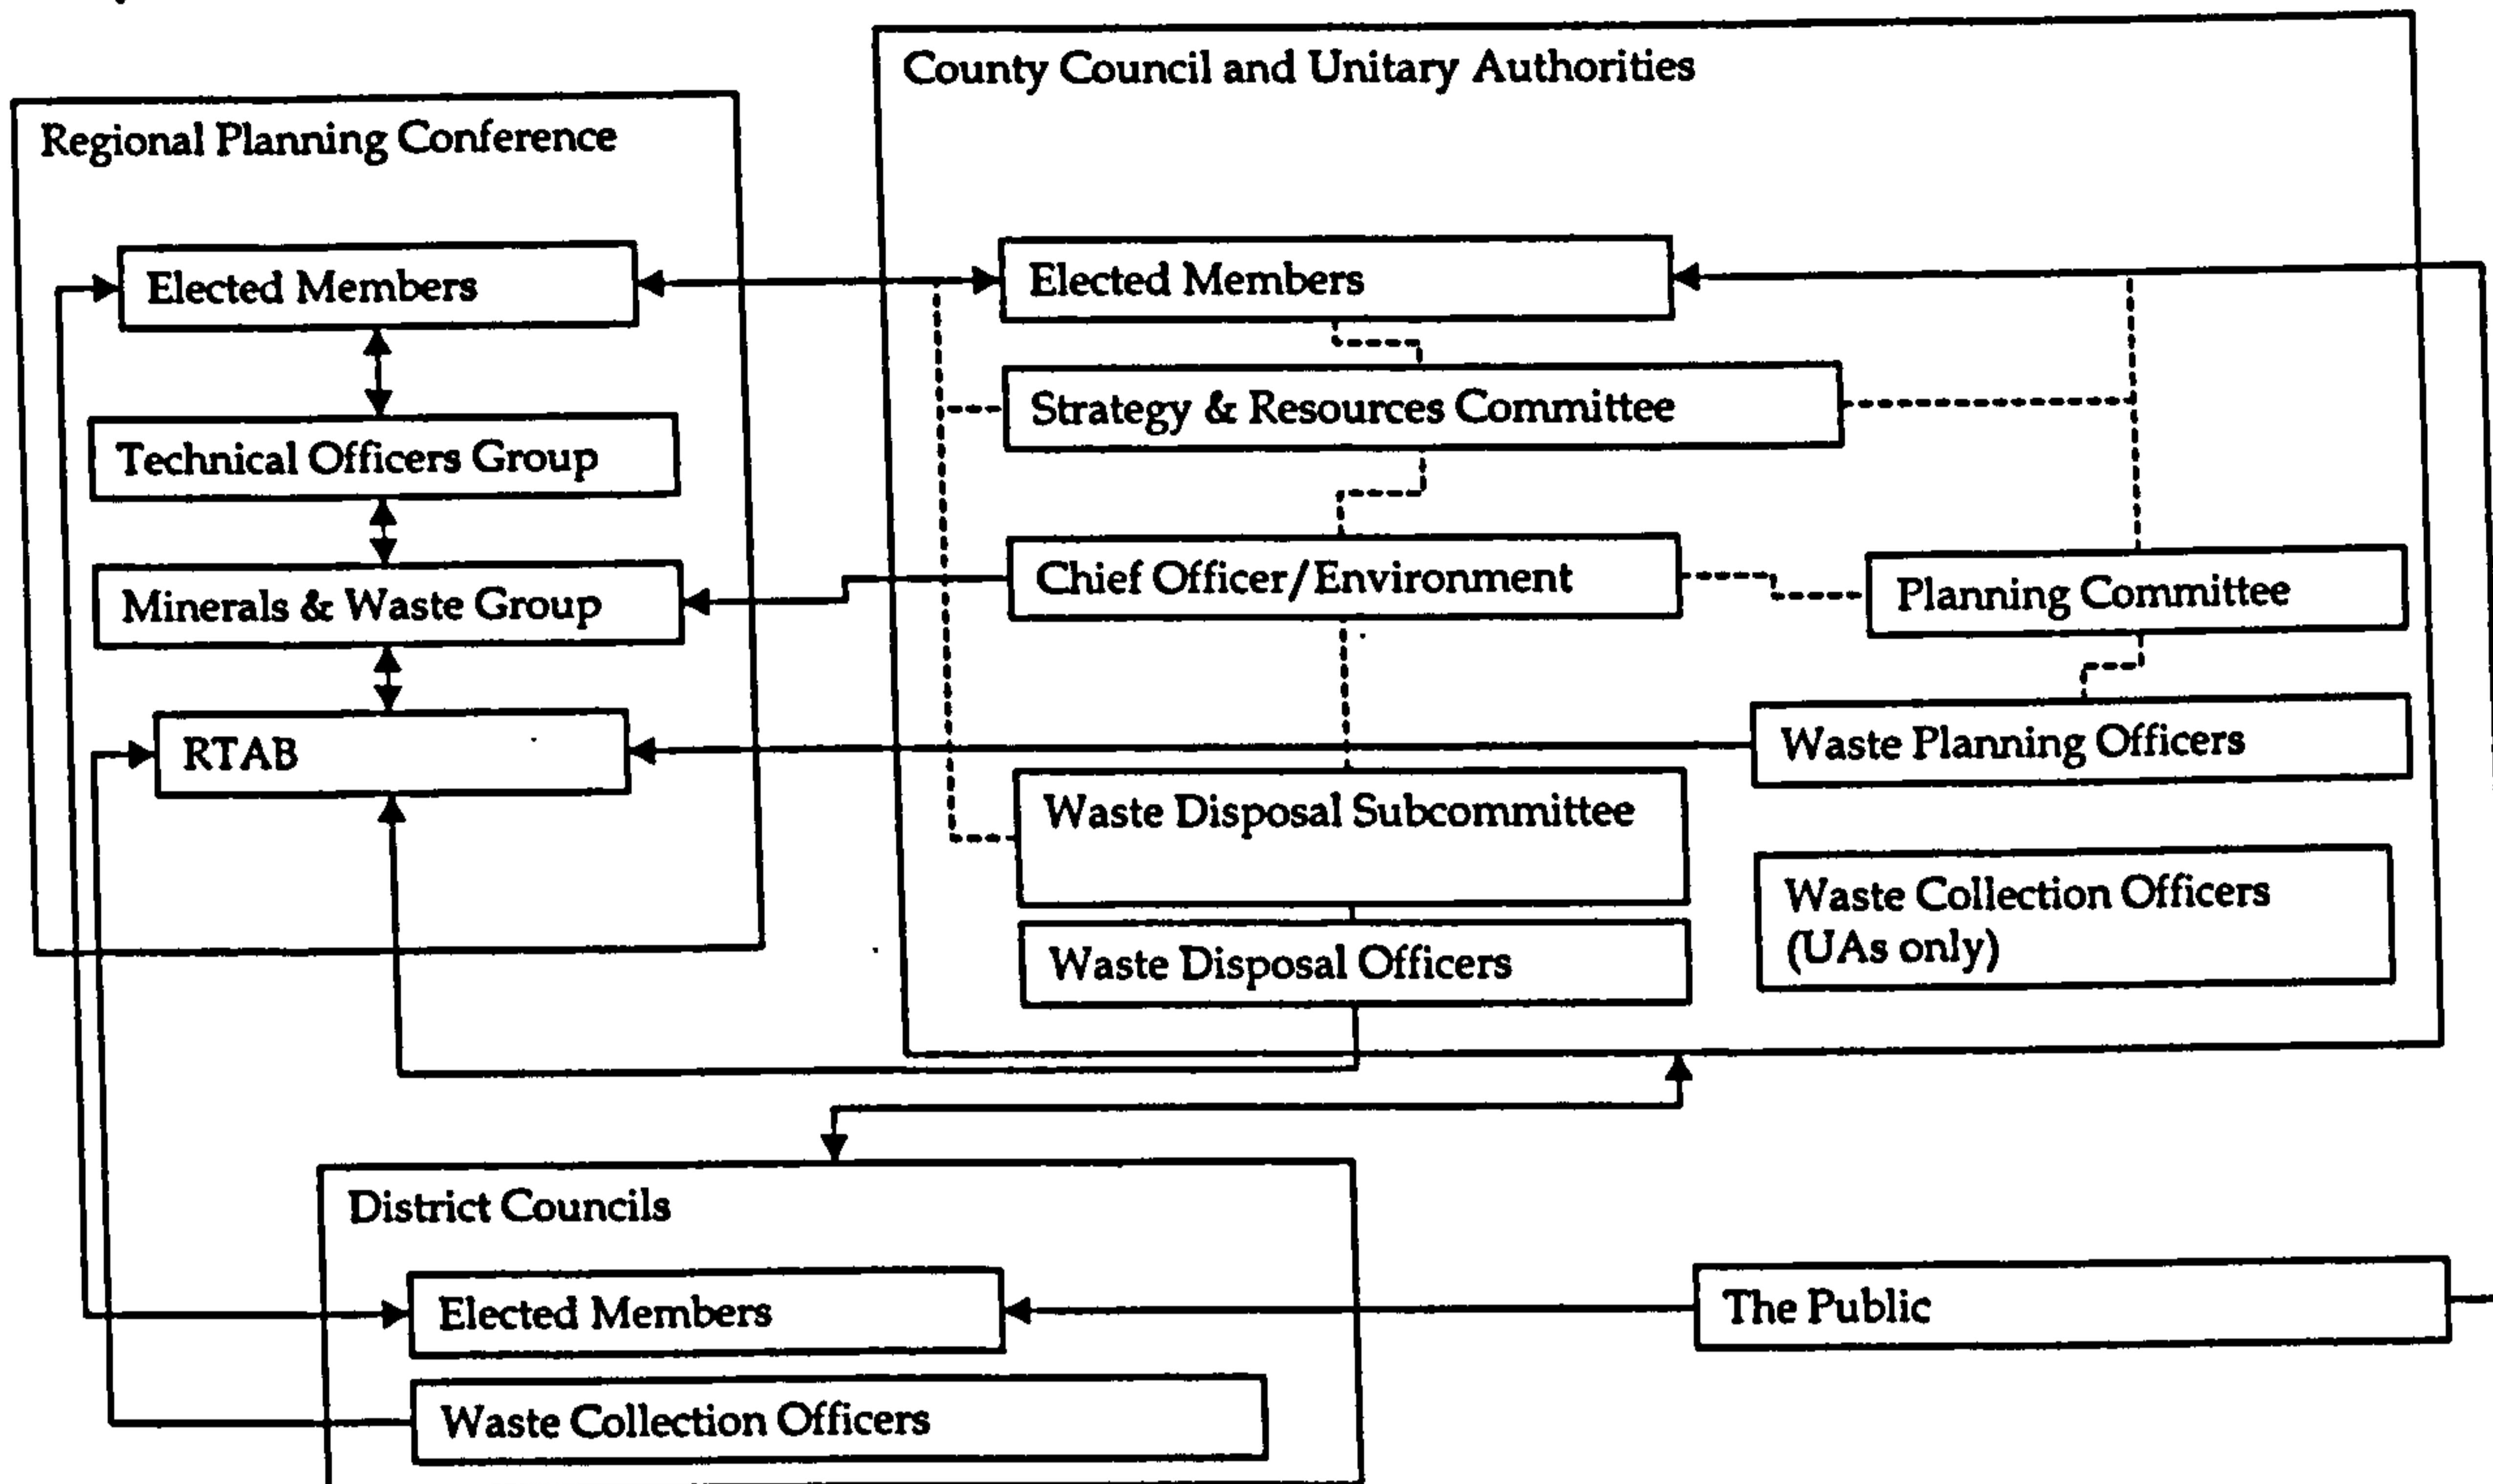 County Council and Unitary Authorities
Regional Planning Conference
Elected Members
Elected Members
Strategy & Resources Committee
Technical Officers Group
Chief Officer/Environment
Planning Committee
Minerals & Waste Group
Waste Planning Officers
RTAB
Waste Disposal Subcommittee
Waste Collection Officers
(UAs only)
Waste Disposal Officers
District Councils
Elected Members
The Public
Waste Collection Officers